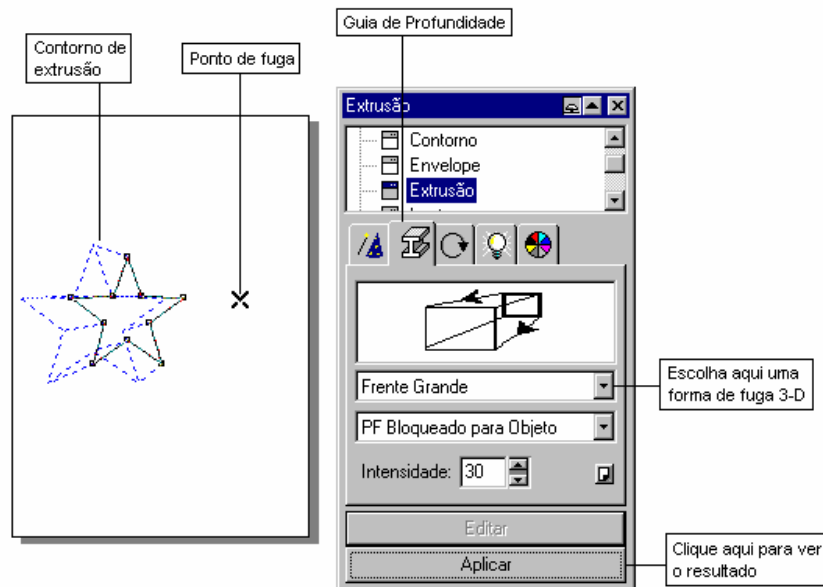 Guia de Profundidade
Contorno de
extrusão
Ponto de fuga
Extrusão
Contorno
Envelope
Extrusão
Frente Grande
PF Bloqueado para Objeto
Intensidade: 30
Editar
Aplicar
Escolha aqui uma
forma de fuga 3-D
Clique aqui para ver
o resultado